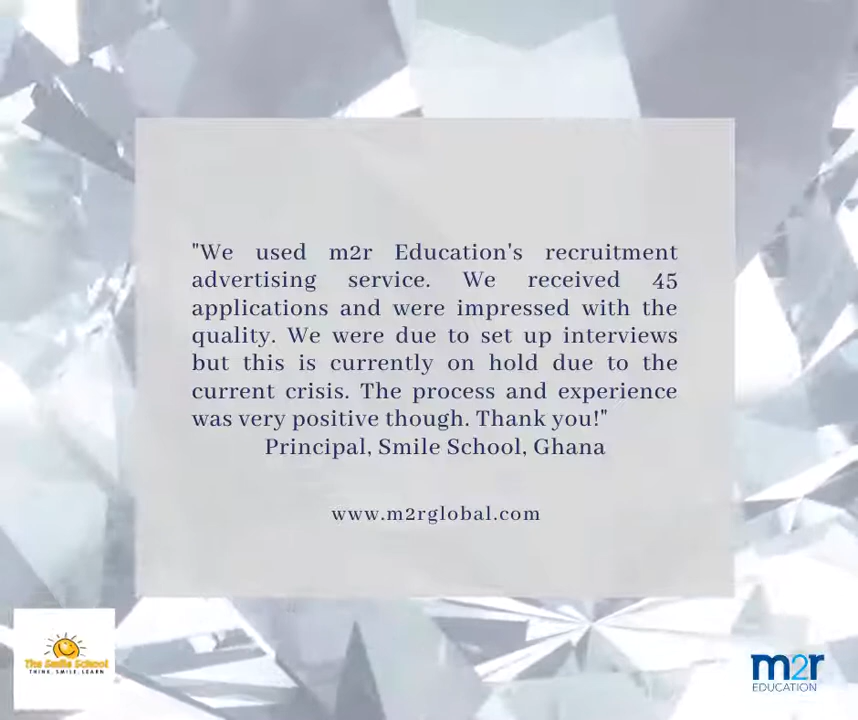 "We used m2r Education's recruitment
advertising service. We received 45
applications and were impressed with the
quality. We were due to set up interviews
but this is currently on hold due to the
current crisis. The process and experience
was very positive though. Thank you!"
Principal, Smile School, Ghana
www.m2rglobal.com
The Smile School
THINK, SMILE, LEARN
m2r
EDUCATION